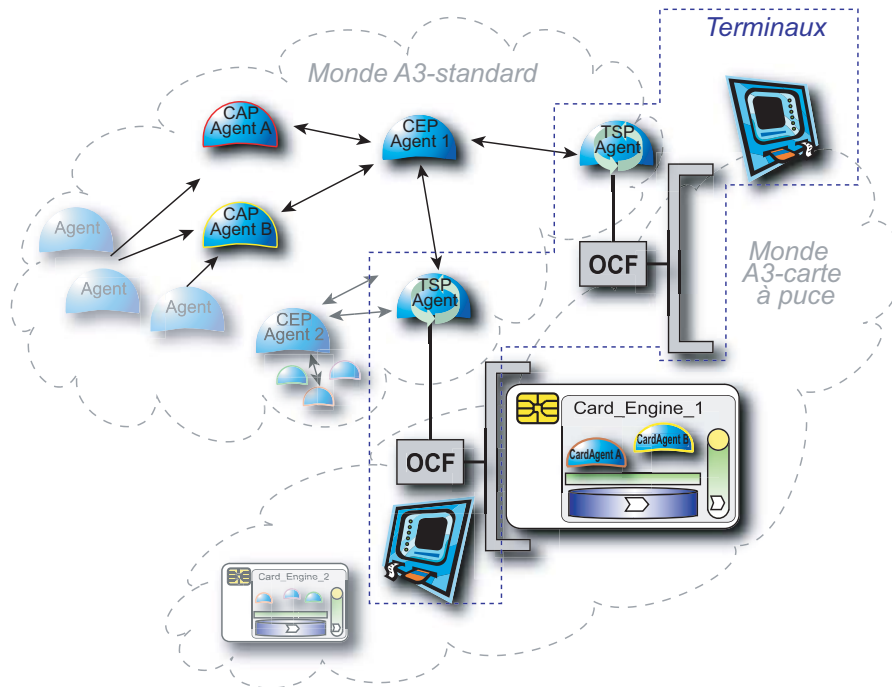 Terminaux
Monde A3-standard
CAP
Agent A
CEP
Agent 1
TSP
Agent
CAP
Agent B
Agent
Agent
Agent
OCF
Monde
A3-carte
à puce
TSP
Agent
CEP
Agent 2
Card_Engine_1
CardAgent A
CardAgent B
OCF
Card_Engine_2